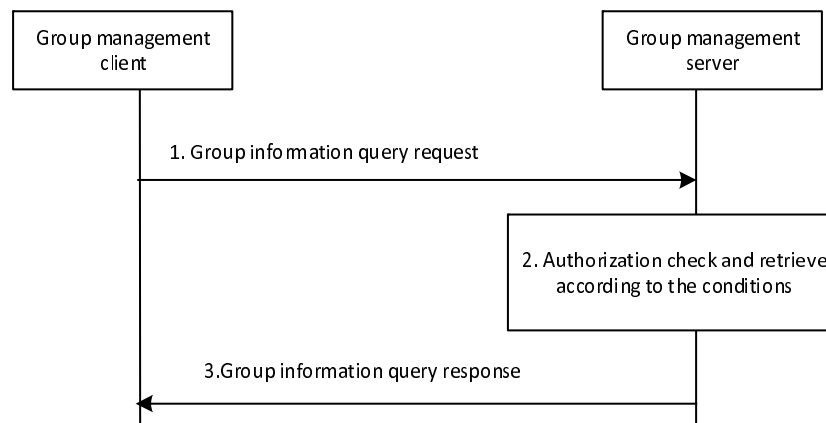 Group management
client
Group management
server
1. Group information query request
2. Authorization check and retrieve
according to the conditions
3.Group information query response